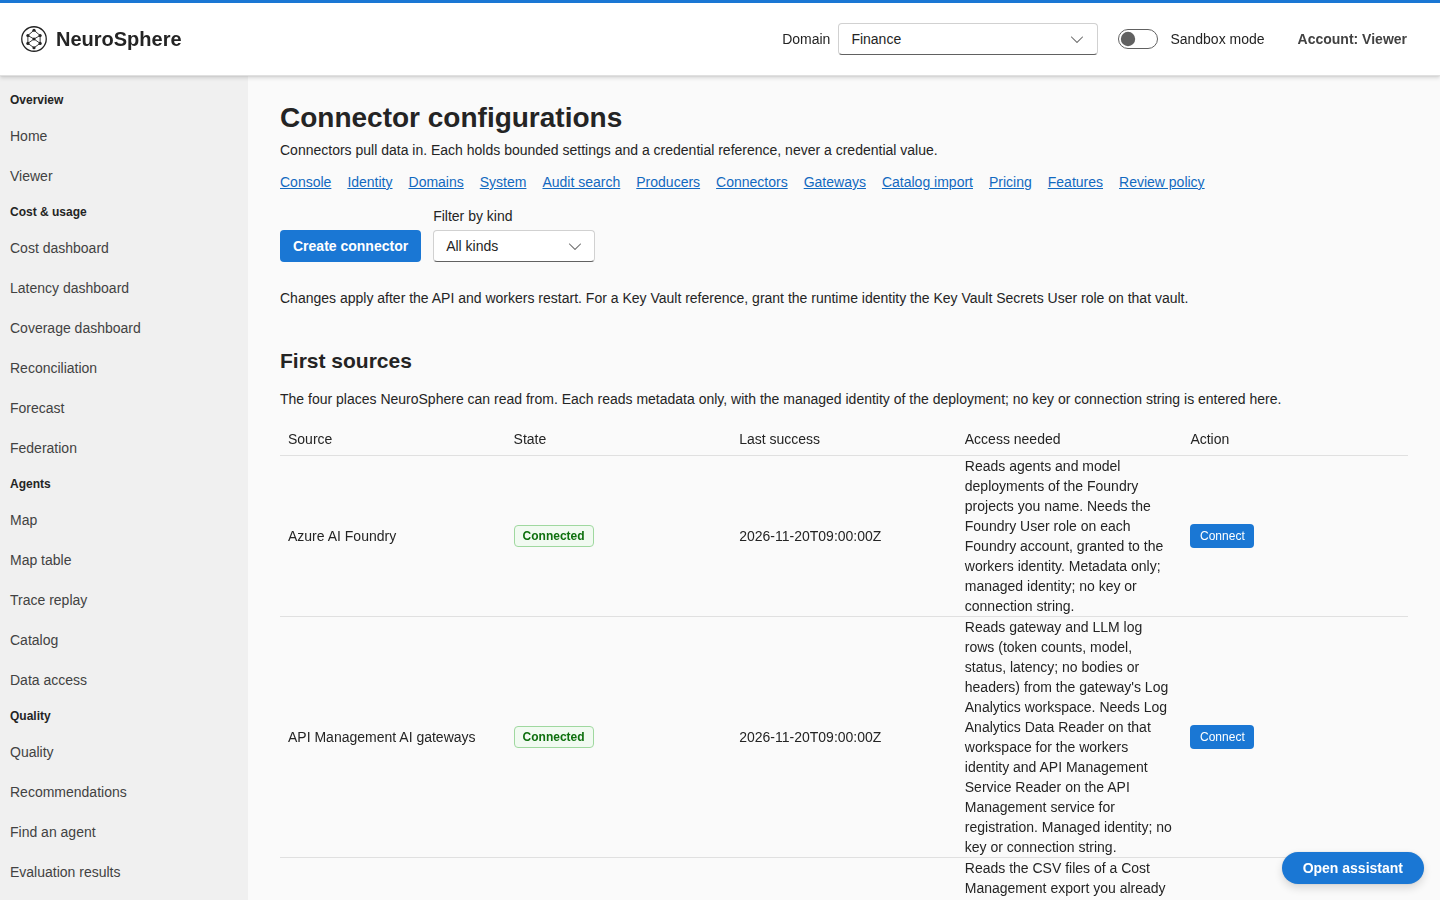 NeuroSphere
Domain
Finance
Sandbox mode
Account: Viewer
Overview
Home
Viewer
Cost & usage
Cost dashboard
Latency dashboard
Coverage dashboard
Reconciliation
Forecast
Federation
Agents
Map
Map table
Trace replay
Catalog
Data access
Quality
Quality
Recommendations
Find an agent
Evaluation results
Connector configurations
Connectors pull data in. Each holds bounded settings and a credential reference, never a credential value.
Console Identity Domains System Audit search Producers Connectors Gateways Catalog import Pricing Features Review policy
Filter by kind
Create connector
All kinds
Changes apply after the API and workers restart. For a Key Vault reference, grant the runtime identity the Key Vault Secrets User role on that vault.
First sources
The four places NeuroSphere can read from. Each reads metadata only, with the managed identity of the deployment; no key or connection string is entered here.
Source State Last success Access needed Action
Azure AI Foundry
Connected
2026-11-20T09:00:00Z
Reads agents and model
deployments of the Foundry
projects you name. Needs the
Foundry User role on each
Foundry account, granted to the
workers identity. Metadata only;
managed identity; no key or
connection string.
Connect
API Management AI gateways
Connected
2026-11-20T09:00:00Z
Reads gateway and LLM log
rows (token counts, model,
status, latency; no bodies or
headers) from the gateway's Log
Analytics workspace. Needs Log
Analytics Data Reader on that
workspace for the workers
identity and API Management
Service Reader on the API
Management service for
registration. Managed identity; no
key or connection string.
Connect
Reads the CSV files of a Cost
Management export you already
Open assistant